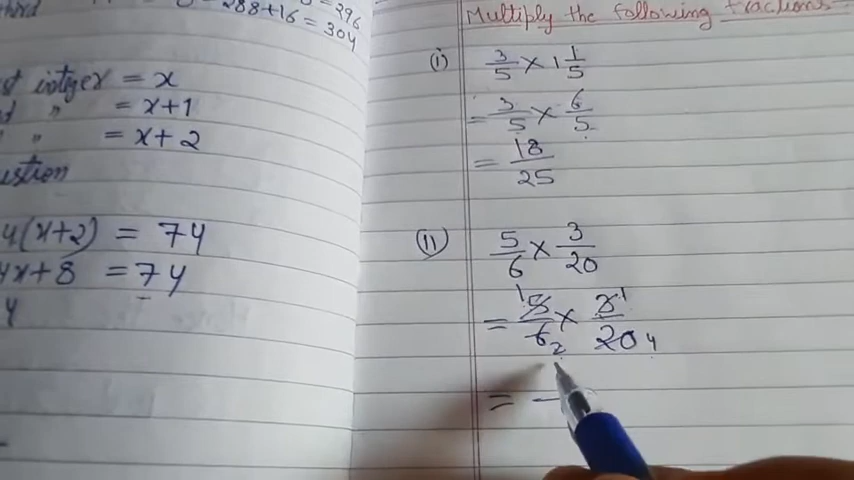 = 296
288+16 = 304
integer = x
" = x+1
" = x+2
4(x+2) = 74
4x+8 = 74
4
Multiply the following fractions
(i) 3/5 × 1 1/5
= 3/5 × 6/5
= 18/25
(ii) 5/6 × 3/20
= 1 5/6 2 × 3 1/20 4
=